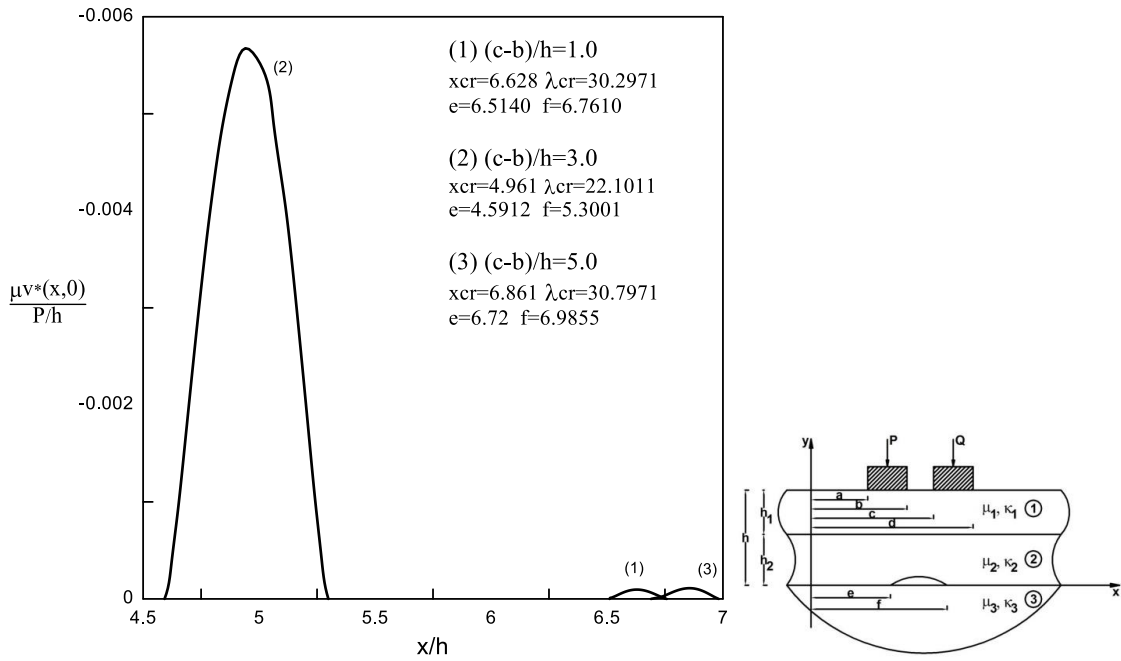 -0.006
-0.004
-0.002
0
μv*(x,0)
P/h
4.5 5 5.5 6 6.5 7
x/h
(2)
(1)
(3)
(1) (c-b)/h=1.0
xcr=6.628 λcr=30.2971
e=6.5140 f=6.7610
(2) (c-b)/h=3.0
xcr=4.961 λcr=22.1011
e=4.5912 f=5.3001
(3) (c-b)/h=5.0
xcr=6.861 λcr=30.7971
e=6.72 f=6.9855
y P Q
a
b
c
d
h h₁ μ₁, κ₁ ①
h₂ μ₂, κ₂ ②
x
e
f
μ₃, κ₃ ③